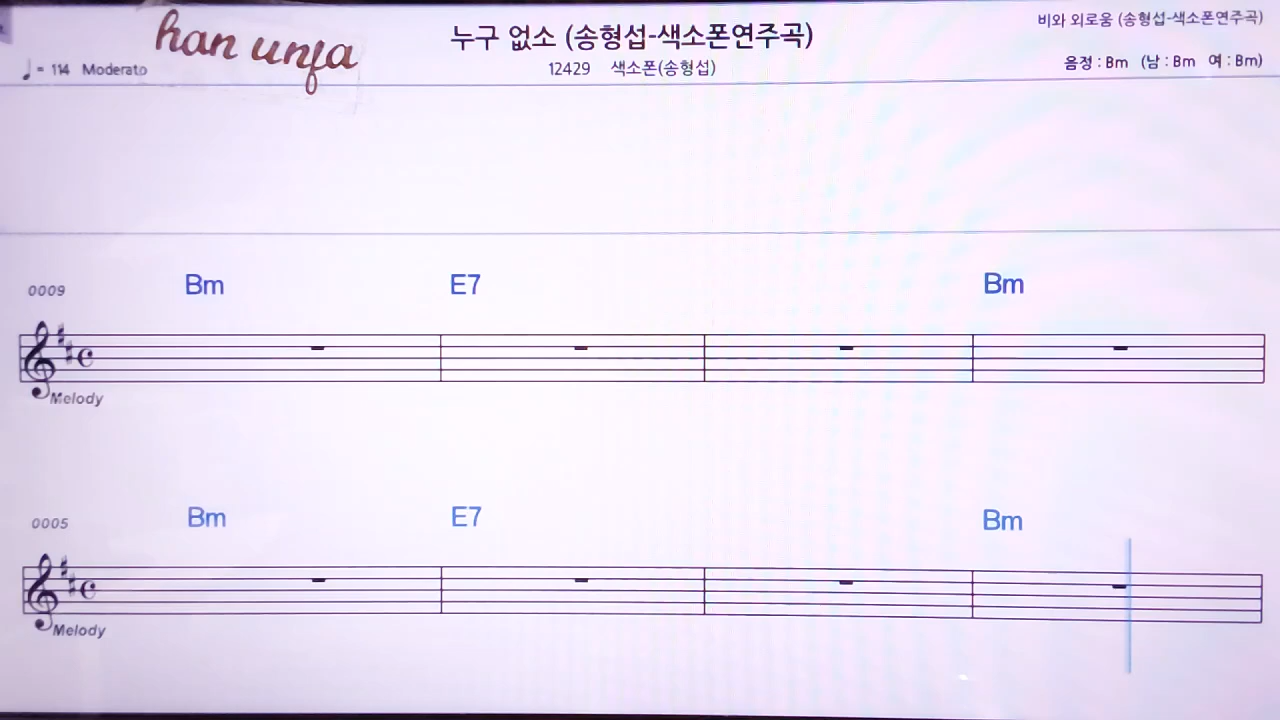 han unfa
누구 없소 (송형섭-색소폰연주곡)
비와 외로움 (송형섭-색소폰연주곡)
♩ = 114 Moderato
12429 색소폰(송형섭)
음정 : Bm (남 : Bm 여 : Bm)
0009 Bm E7 Bm
Melody
0005 Bm E7 Bm
Melody